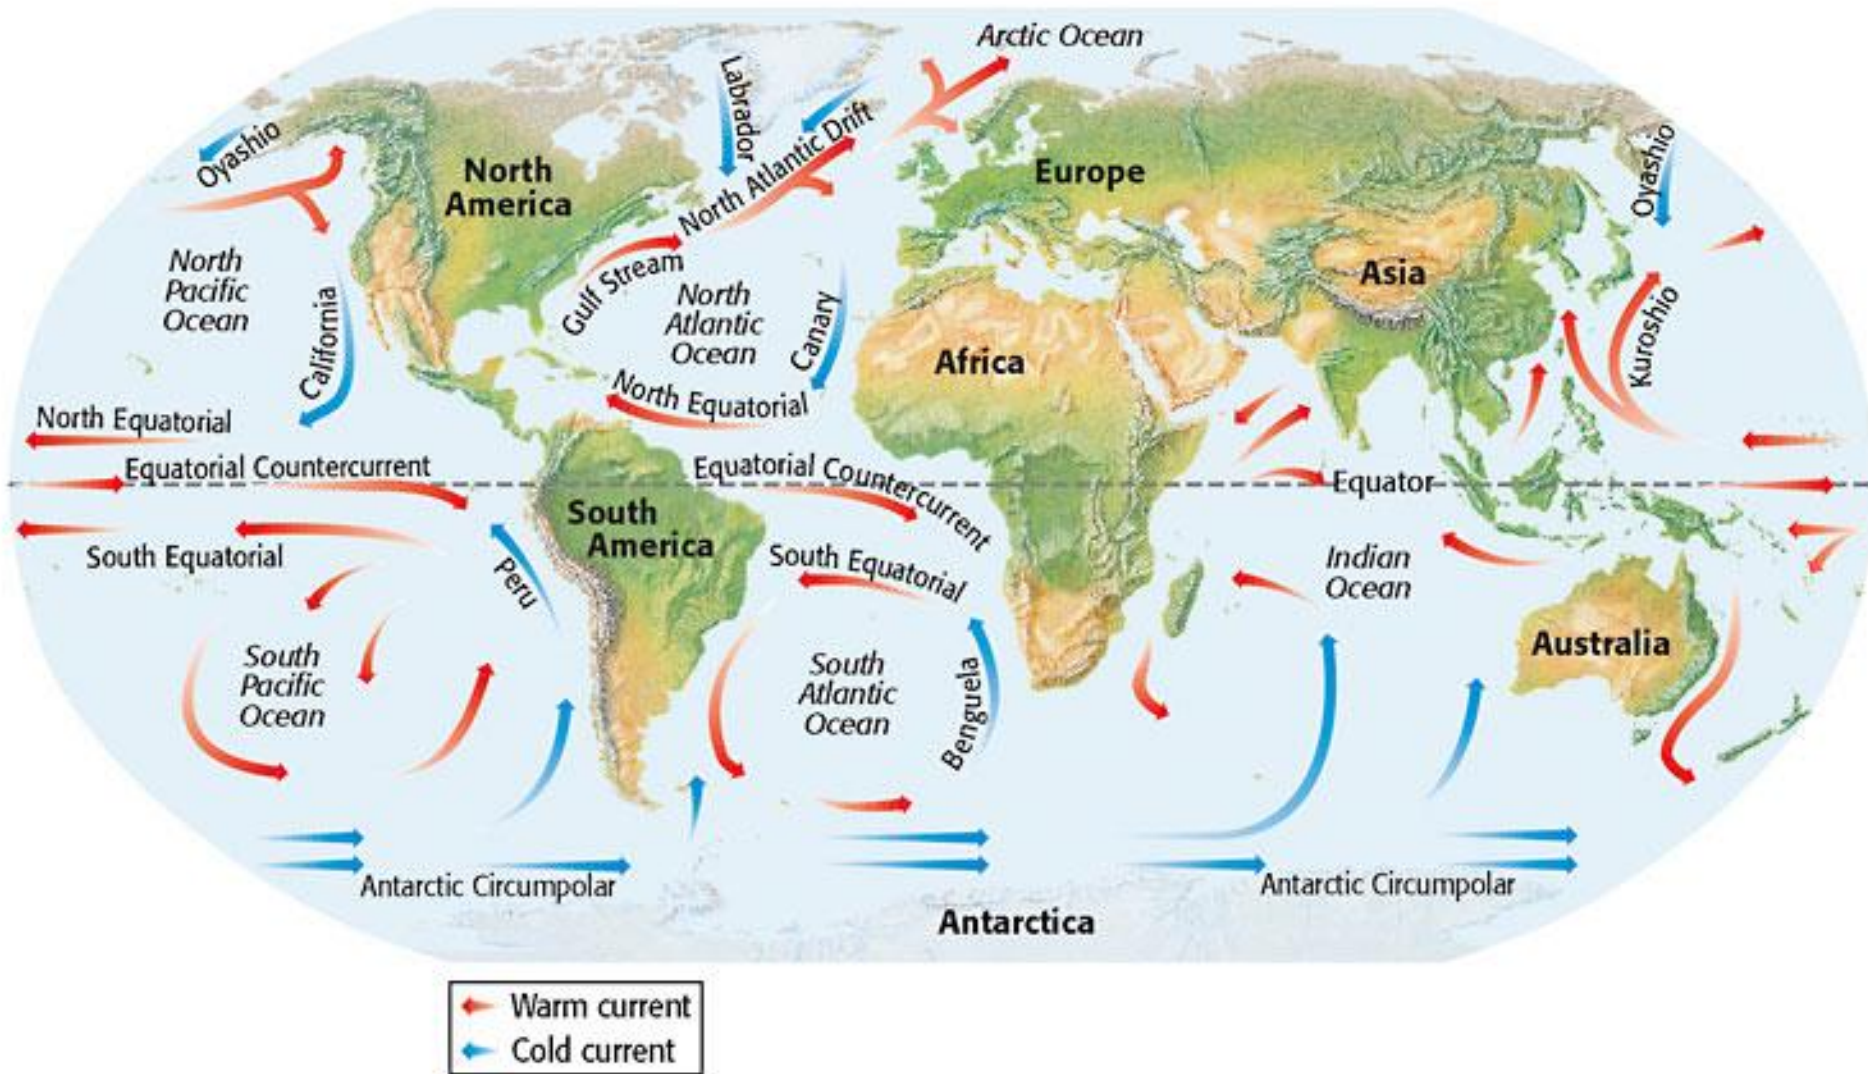 Arctic Ocean
Labrador
Oyashio
North Atlantic Drift
North
America
Europe
Oyashio
Asia
North
Pacific
Ocean
Gulf Stream
North
Atlantic
Ocean
California
Canary
Kuroshio
Africa
North Equatorial
North Equatorial
Equatorial Countercurrent
Equatorial Countercurrent
Equator
South
America
South Equatorial
South Equatorial
Peru
Indian
Ocean
Australia
South
Pacific
Ocean
South
Atlantic
Ocean
Benguela
Antarctic Circumpolar
Antarctic Circumpolar
Antarctica
Warm current
Cold current